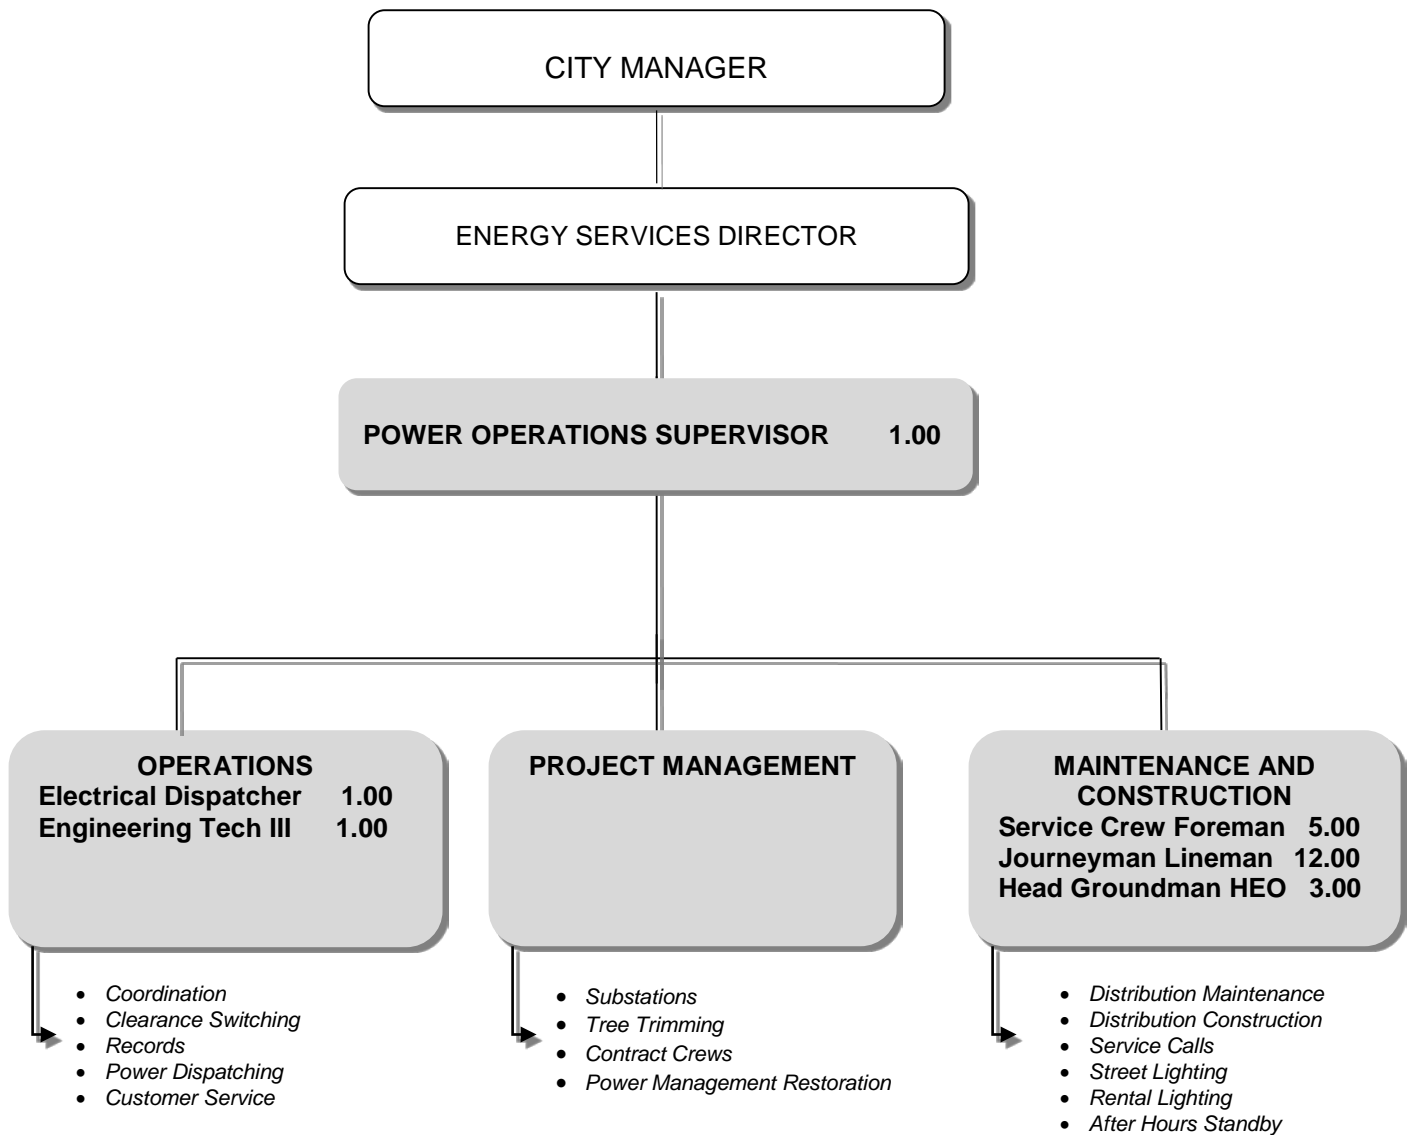 CITY MANAGER
ENERGY SERVICES DIRECTOR
POWER OPERATIONS SUPERVISOR 1.00
OPERATIONS
Electrical Dispatcher 1.00
Engineering Tech III 1.00
PROJECT MANAGEMENT
MAINTENANCE AND
CONSTRUCTION
Service Crew Foreman 5.00
Journeyman Lineman 12.00
Head Groundman HEO 3.00
• Coordination
• Clearance Switching
• Records
• Power Dispatching
• Customer Service
• Substations
• Tree Trimming
• Contract Crews
• Power Management Restoration
• Distribution Maintenance
• Distribution Construction
• Service Calls
• Street Lighting
• Rental Lighting
• After Hours Standby